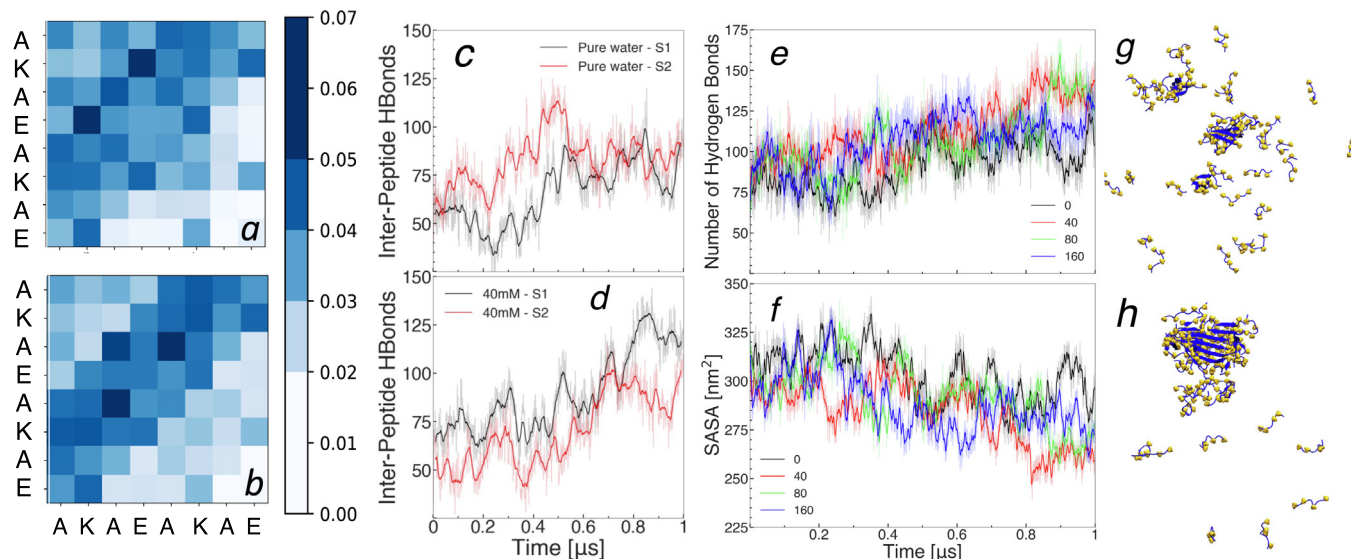 A
K
A
E
A
K
A
E
a
A
K
A
E
A
K
A
E
b
A K A E A K A E
0.07
0.06
0.05
0.04
0.03
0.02
0.01
0.00
Inter-Peptide HBonds
150
125
100
75
50
c
Pure water - S1
Pure water - S2
Inter-Peptide HBonds
150
125
100
75
50
40mM - S1
40mM - S2
d
0 0.2 0.4 0.6 0.8 1
Time [μs]
Number of Hydrogen Bonds
175
150
125
100
75
50
e
0
40
80
160
SASA [nm2]
350
325
300
275
250
225
f
0
40
80
160
0.2 0.4 0.6 0.8 1
Time [μs]
g
h